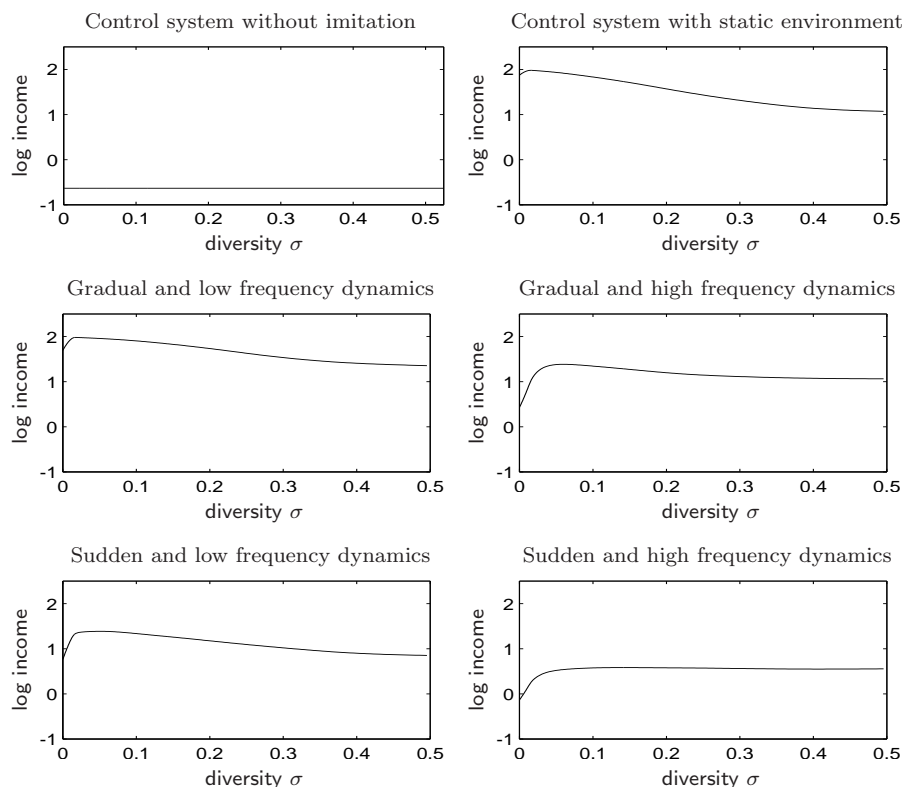 Control system without imitation
2
1
0
-1
log income
0 0.1 0.2 0.3 0.4 0.5
diversity σ
Control system with static environment
2
1
0
-1
log income
0 0.1 0.2 0.3 0.4 0.5
diversity σ
Gradual and low frequency dynamics
2
1
0
-1
log income
0 0.1 0.2 0.3 0.4 0.5
diversity σ
Gradual and high frequency dynamics
2
1
0
-1
log income
0 0.1 0.2 0.3 0.4 0.5
diversity σ
Sudden and low frequency dynamics
2
1
0
-1
log income
0 0.1 0.2 0.3 0.4 0.5
diversity σ
Sudden and high frequency dynamics
2
1
0
-1
log income
0 0.1 0.2 0.3 0.4 0.5
diversity σ